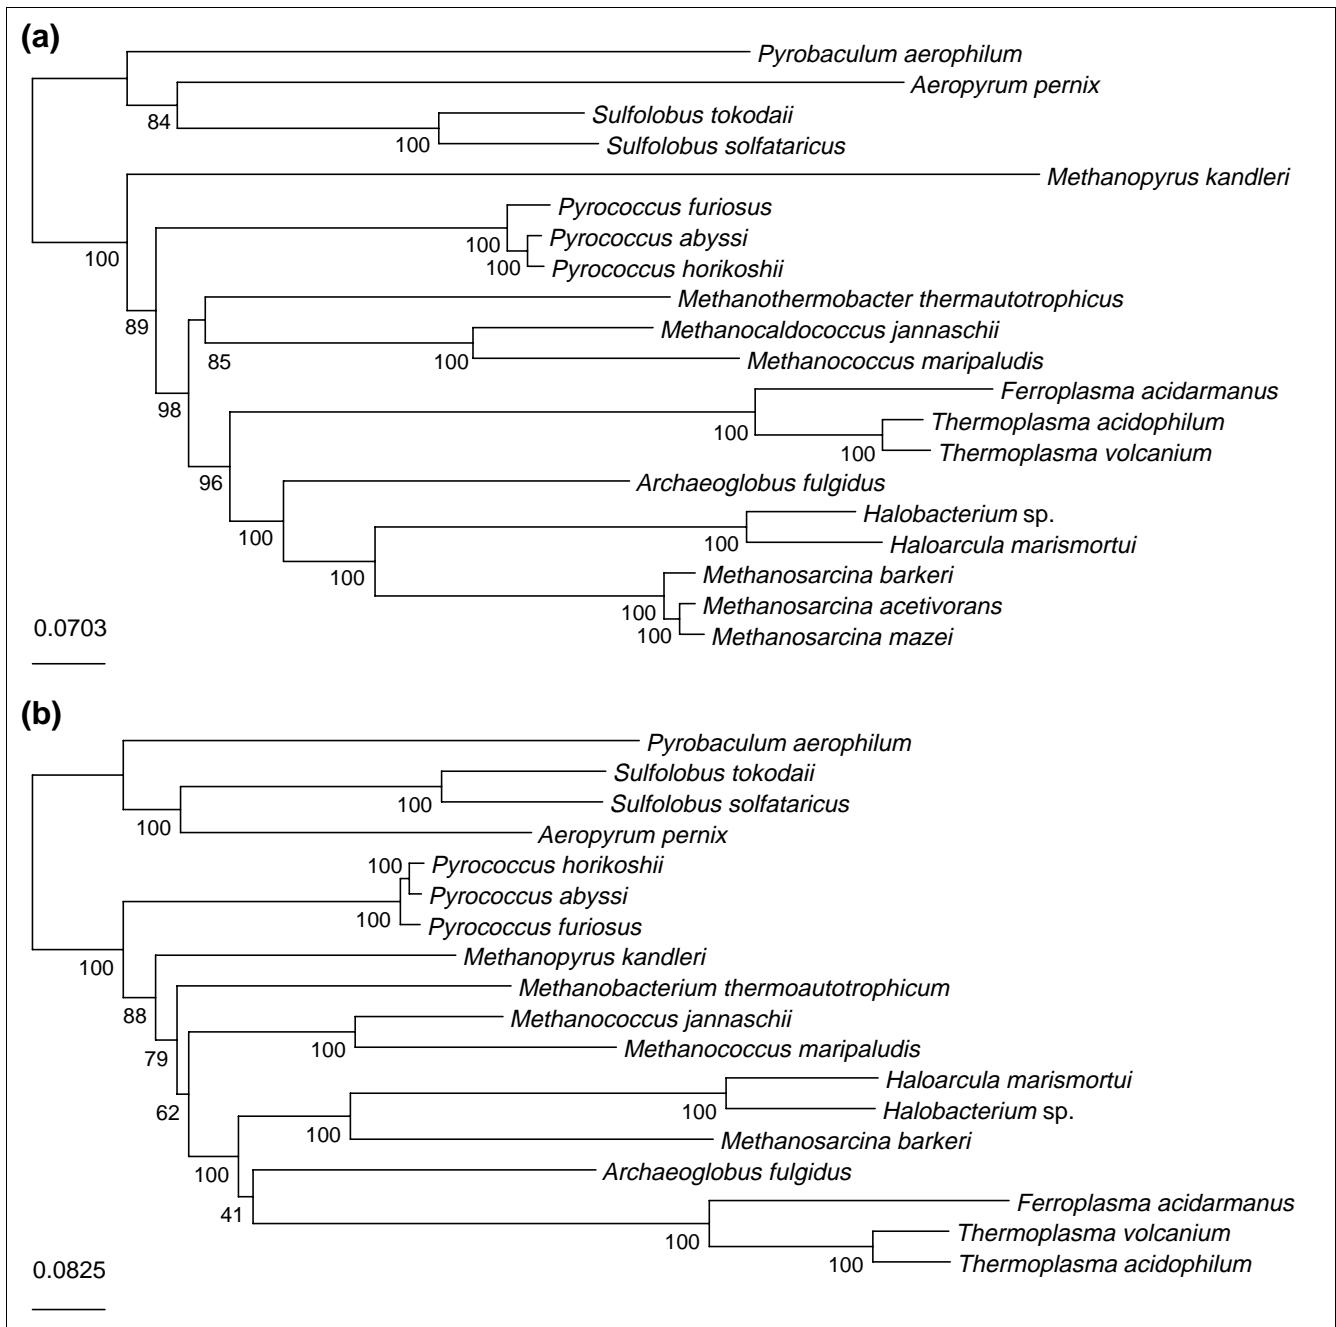 (a)
Pyrobaculum aerophilum
Aeropyrum pernix
84
Sulfolobus tokodaii
100
Sulfolobus solfataricus
Methanopyrus kandleri
Pyrococcus furiosus
100
Pyrococcus abyssi
100
100
Pyrococcus horikoshii
Methanothermobacter thermautotrophicus
89
Methanocaldococcus jannaschii
85
100
Methanococcus maripaludis
Ferroplasma acidarmanus
98
Thermoplasma acidophilum
100
100
Thermoplasma volcanium
96
Archaeoglobus fulgidus
Halobacterium sp.
100
100
Haloarcula marismortui
100
Methanosarcina barkeri
100
Methanosarcina acetivorans
100
Methanosarcina mazei
0.0703
(b)
Pyrobaculum aerophilum
Sulfolobus tokodaii
100
Sulfolobus solfataricus
100
Aeropyrum pernix
100
Pyrococcus horikoshii
Pyrococcus abyssi
100
Pyrococcus furiosus
100
Methanopyrus kandleri
Methanobacterium thermoautotrophicum
88
Methanococcus jannaschii
79
100
Methanococcus maripaludis
Haloarcula marismortui
62
100
Halobacterium sp.
100
Methanosarcina barkeri
100
Archaeoglobus fulgidus
41
Ferroplasma acidarmanus
100
Thermoplasma volcanium
100
Thermoplasma acidophilum
0.0825